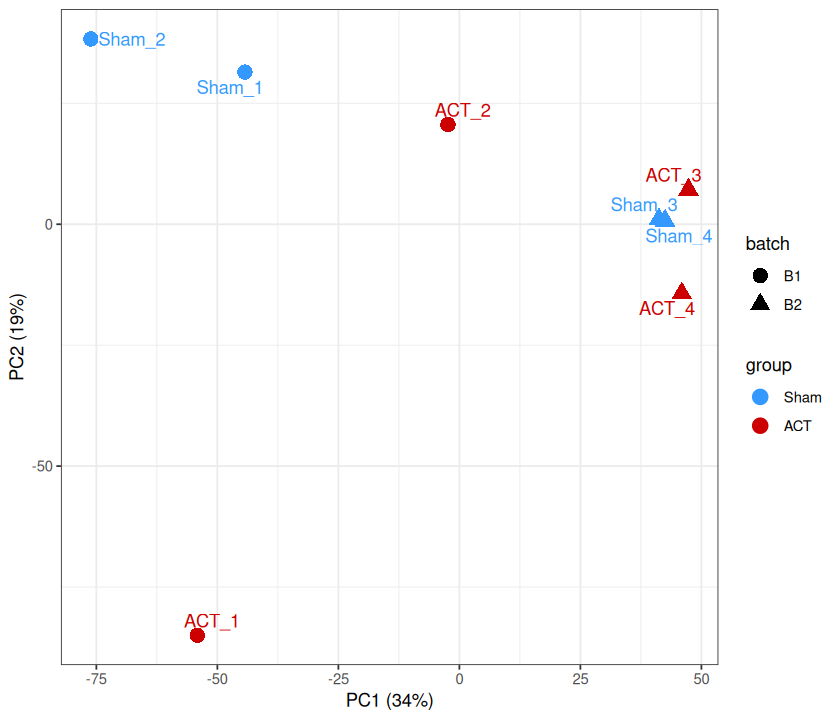 Sham_2
Sham_1
ACT_2
ACT_3
Sham_3
Sham_4
ACT_4
ACT_1
0
-50
PC2 (19%)
-75
-50
-25
0
25
50
PC1 (34%)
batch
B1
B2
group
Sham
ACT